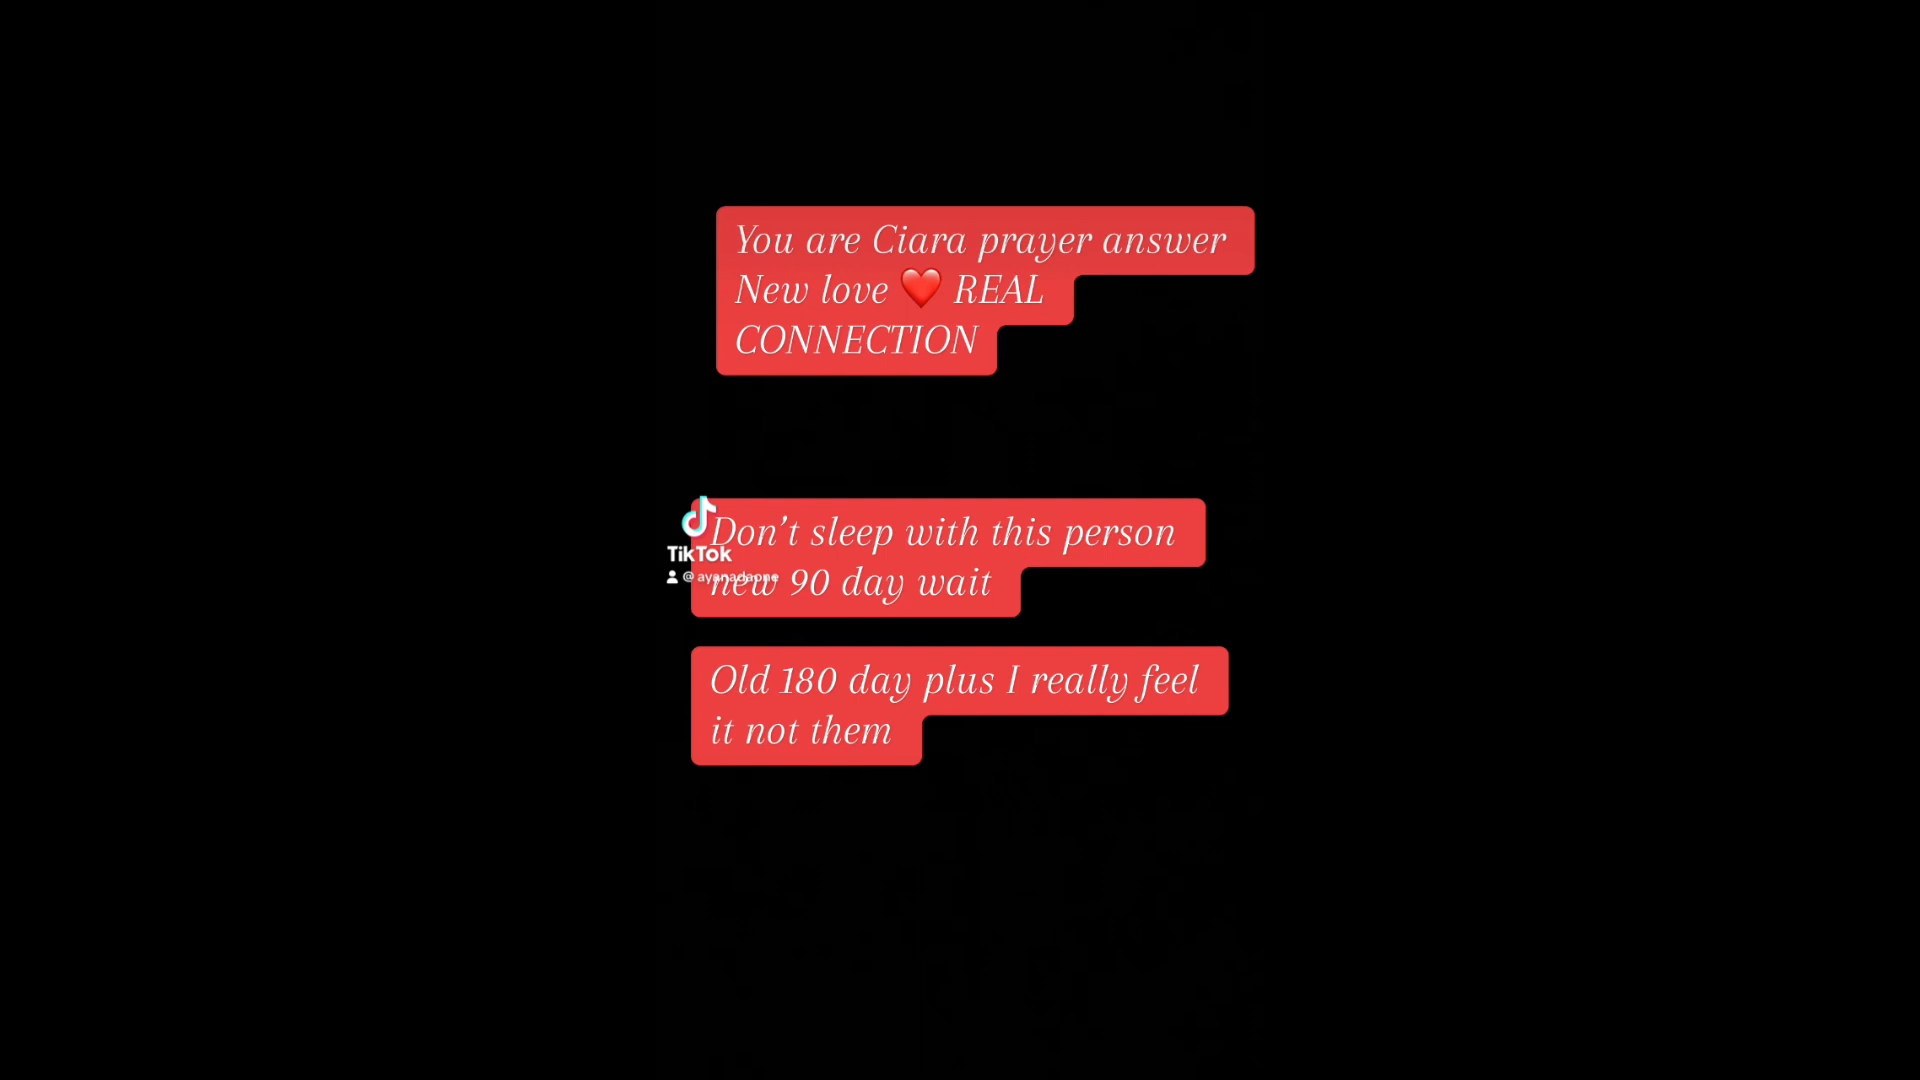 You are Ciara prayer answer
New love ❤️ REAL
CONNECTION
Don’t sleep with this person
new 90 day wait
TikTok
@ayanadaone
Old 180 day plus I really feel
it not them